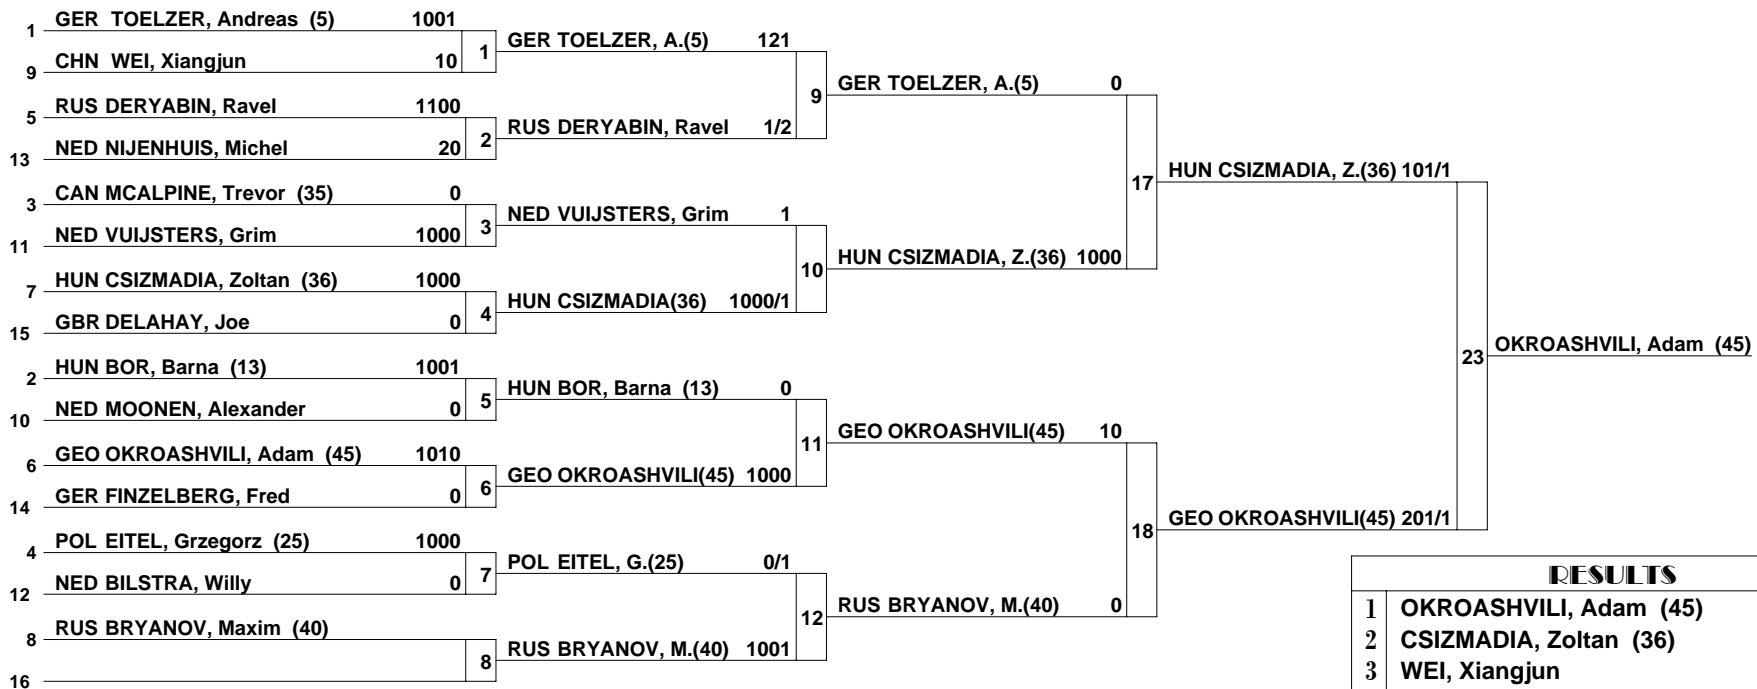 1 GER TOELZER, Andreas (5) 1001
9 CHN WEI, Xiangjun 10
1
5 RUS DERYABIN, Ravel 1100
13 NED NIJENHUIS, Michel 20
2
3 CAN MCALPINE, Trevor (35) 0
11 NED VUIJSTERS, Grim 1000
3
7 HUN CSIZMADIA, Zoltan (36) 1000
15 GBR DELAHAY, Joe 0
4
2 HUN BOR, Barna (13) 1001
10 NED MOONEN, Alexander 0
5
6 GEO OKROASHVILI, Adam (45) 1010
14 GER FINZELBERG, Fred 0
6
4 POL EITEL, Grzegorz (25) 1000
12 NED BILSTRA, Willy 0
7
8 RUS BRYANOV, Maxim (40)
16
8
GER TOELZER, A.(5) 121
RUS DERYABIN, Ravel 1/2
9
NED VUIJSTERS, Grim 1
HUN CSIZMADIA(36) 1000/1
10
HUN BOR, Barna (13) 0
GEO OKROASHVILI(45) 1000
11
POL EITEL, G.(25) 0/1
RUS BRYANOV, M.(40) 1001
12
GER TOELZER, A.(5) 0
HUN CSIZMADIA, Z.(36) 1000
17
GEO OKROASHVILI(45) 10
RUS BRYANOV, M.(40) 0
18
HUN CSIZMADIA, Z.(36) 101/1
GEO OKROASHVILI(45) 201/1
23
OKROASHVILI, Adam (45)
RESULTS
1 OKROASHVILI, Adam (45)
2 CSIZMADIA, Zoltan (36)
3 WEI, Xiangjun